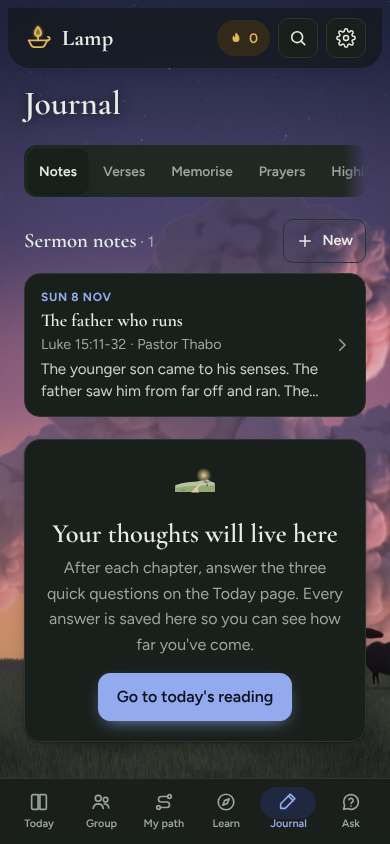 Lamp
0
Journal
Notes
Verses
Memorise
Prayers
High
Sermon notes · 1
New
SUN 8 NOV
The father who runs
Luke 15:11-32 · Pastor Thabo
The younger son came to his senses. The
father saw him from far off and ran. The...
Your thoughts will live here
After each chapter, answer the three
quick questions on the Today page. Every
answer is saved here so you can see how
far you've come.
Go to today's reading
Today
Group
My path
Learn
Journal
Ask